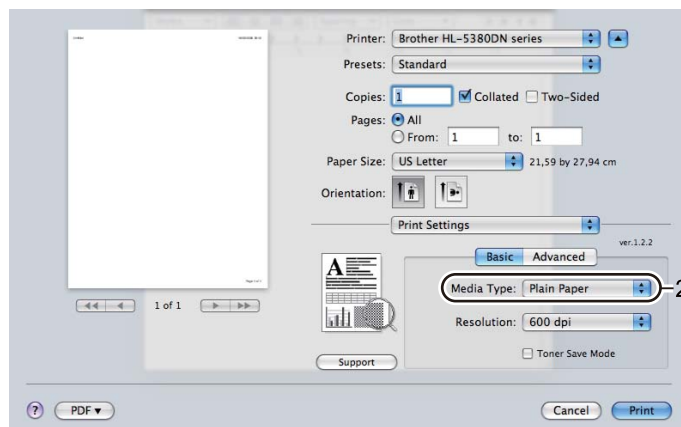 Printer: Brother HL-5380DN series
Presets: Standard
Copies: 1 Collated Two-Sided
Pages: All
From: 1 to: 1
Paper Size: US Letter 21,59 by 27,94 cm
Orientation:
Print Settings
ver.1.2.2
Basic Advanced
Media Type: Plain Paper 2
1 of 1
Resolution: 600 dpi
Toner Save Mode
Support
? PDF Cancel Print